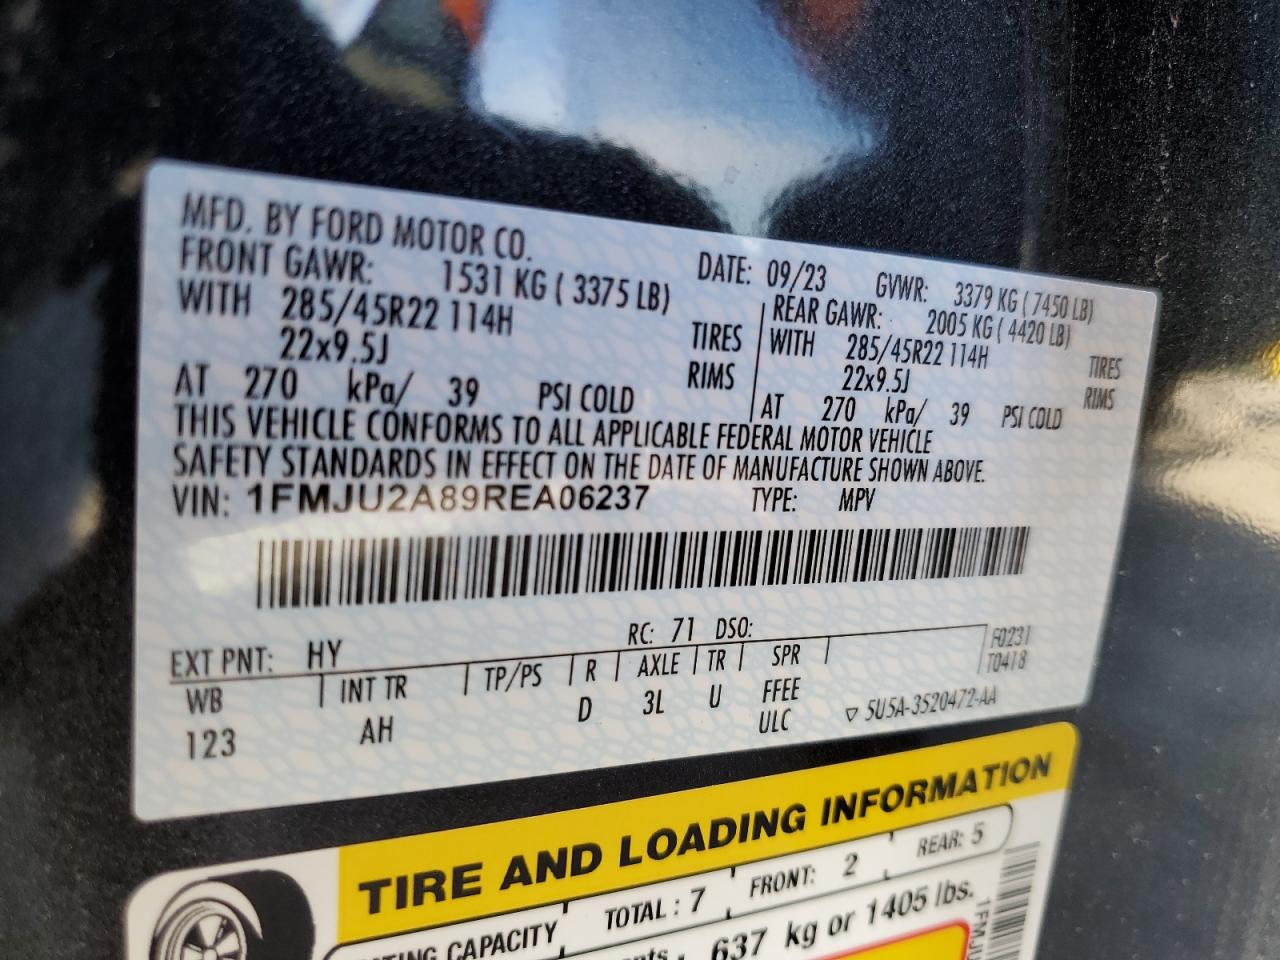 MFD. BY FORD MOTOR CO.
DATE: 09/23 GVWR: 3379 KG ( 7450 LB)
FRONT GAWR: 1531 KG ( 3375 LB)
WITH 285/45R22 114H TIRES
22x9.5J RIMS
AT 270 kPa/ 39 PSI COLD
REAR GAWR: 2005 KG ( 4420 LB)
WITH 285/45R22 114H TIRES
22x9.5J RIMS
AT 270 kPa/ 39 PSI COLD
THIS VEHICLE CONFORMS TO ALL APPLICABLE FEDERAL MOTOR VEHICLE
SAFETY STANDARDS IN EFFECT ON THE DATE OF MANUFACTURE SHOWN ABOVE.
VIN: 1FMJU2A89REA06237 TYPE: MPV
EXT PNT: HY RC: 71 DSO:
F0231
T0418
WB INT TR TP/PS R AXLE TR SPR
123 AH D 3L U FFEE
ULC
▽ 5U5A-3520472-AA
TIRE AND LOADING INFORMATION
CAPACITY TOTAL : 7 FRONT: 2 REAR: 5
637 kg or 1405 lbs.